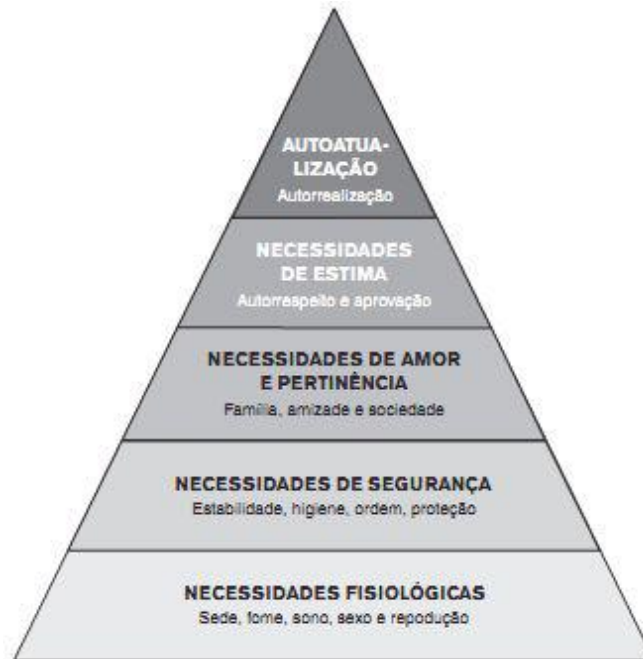 AUTOATUA-
LIZAÇÃO
Autorrealização
NECESSIDADES
DE ESTIMA
Autorrespeito e aprovação
NECESSIDADES DE AMOR
E PERTINÊNCIA
Família, amizade e sociedade
NECESSIDADES DE SEGURANÇA
Estabilidade, higiene, ordem, proteção
NECESSIDADES FISIOLÓGICAS
Sede, fome, sono, sexo e repodução